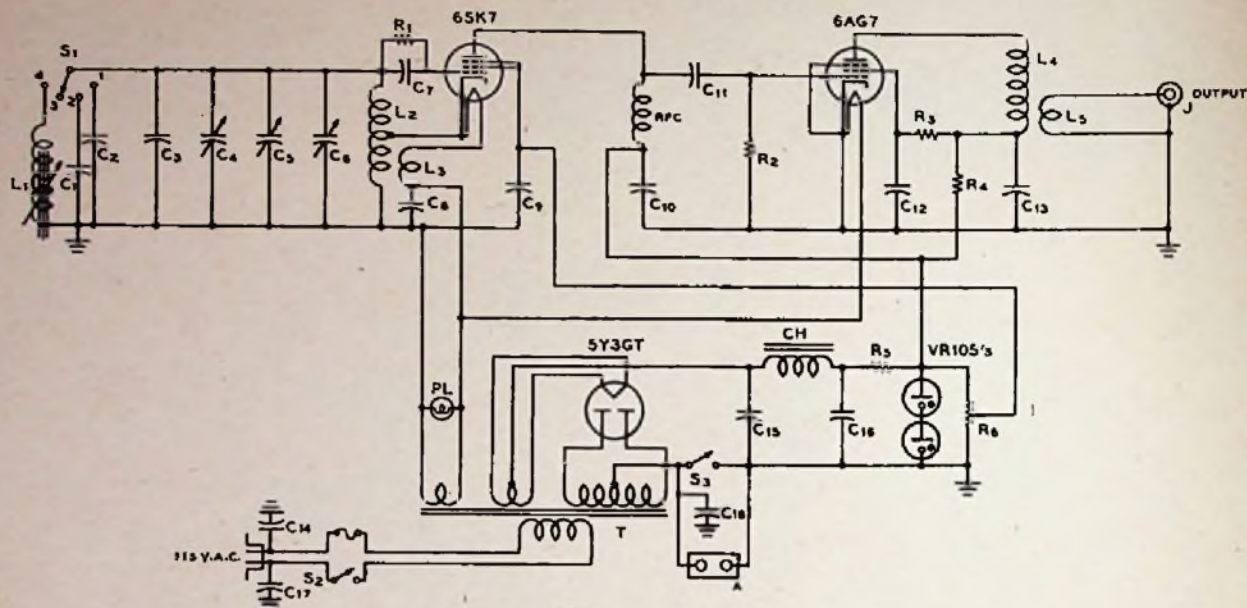 6SK7
6AG7
R1
S1
4
3
2
1
C7
L2
L3
C8
C9
L1
C1
C2
C3
C4
C5
C6
RFC
C11
R2
C10
R3
R4
C12
C13
L4
L5
J
OUTPUT
PL
5Y3GT
CH
R5
VR105's
C15
C16
R6
S3
C18
A
T
C14
115 V.A.C.
S2
C17